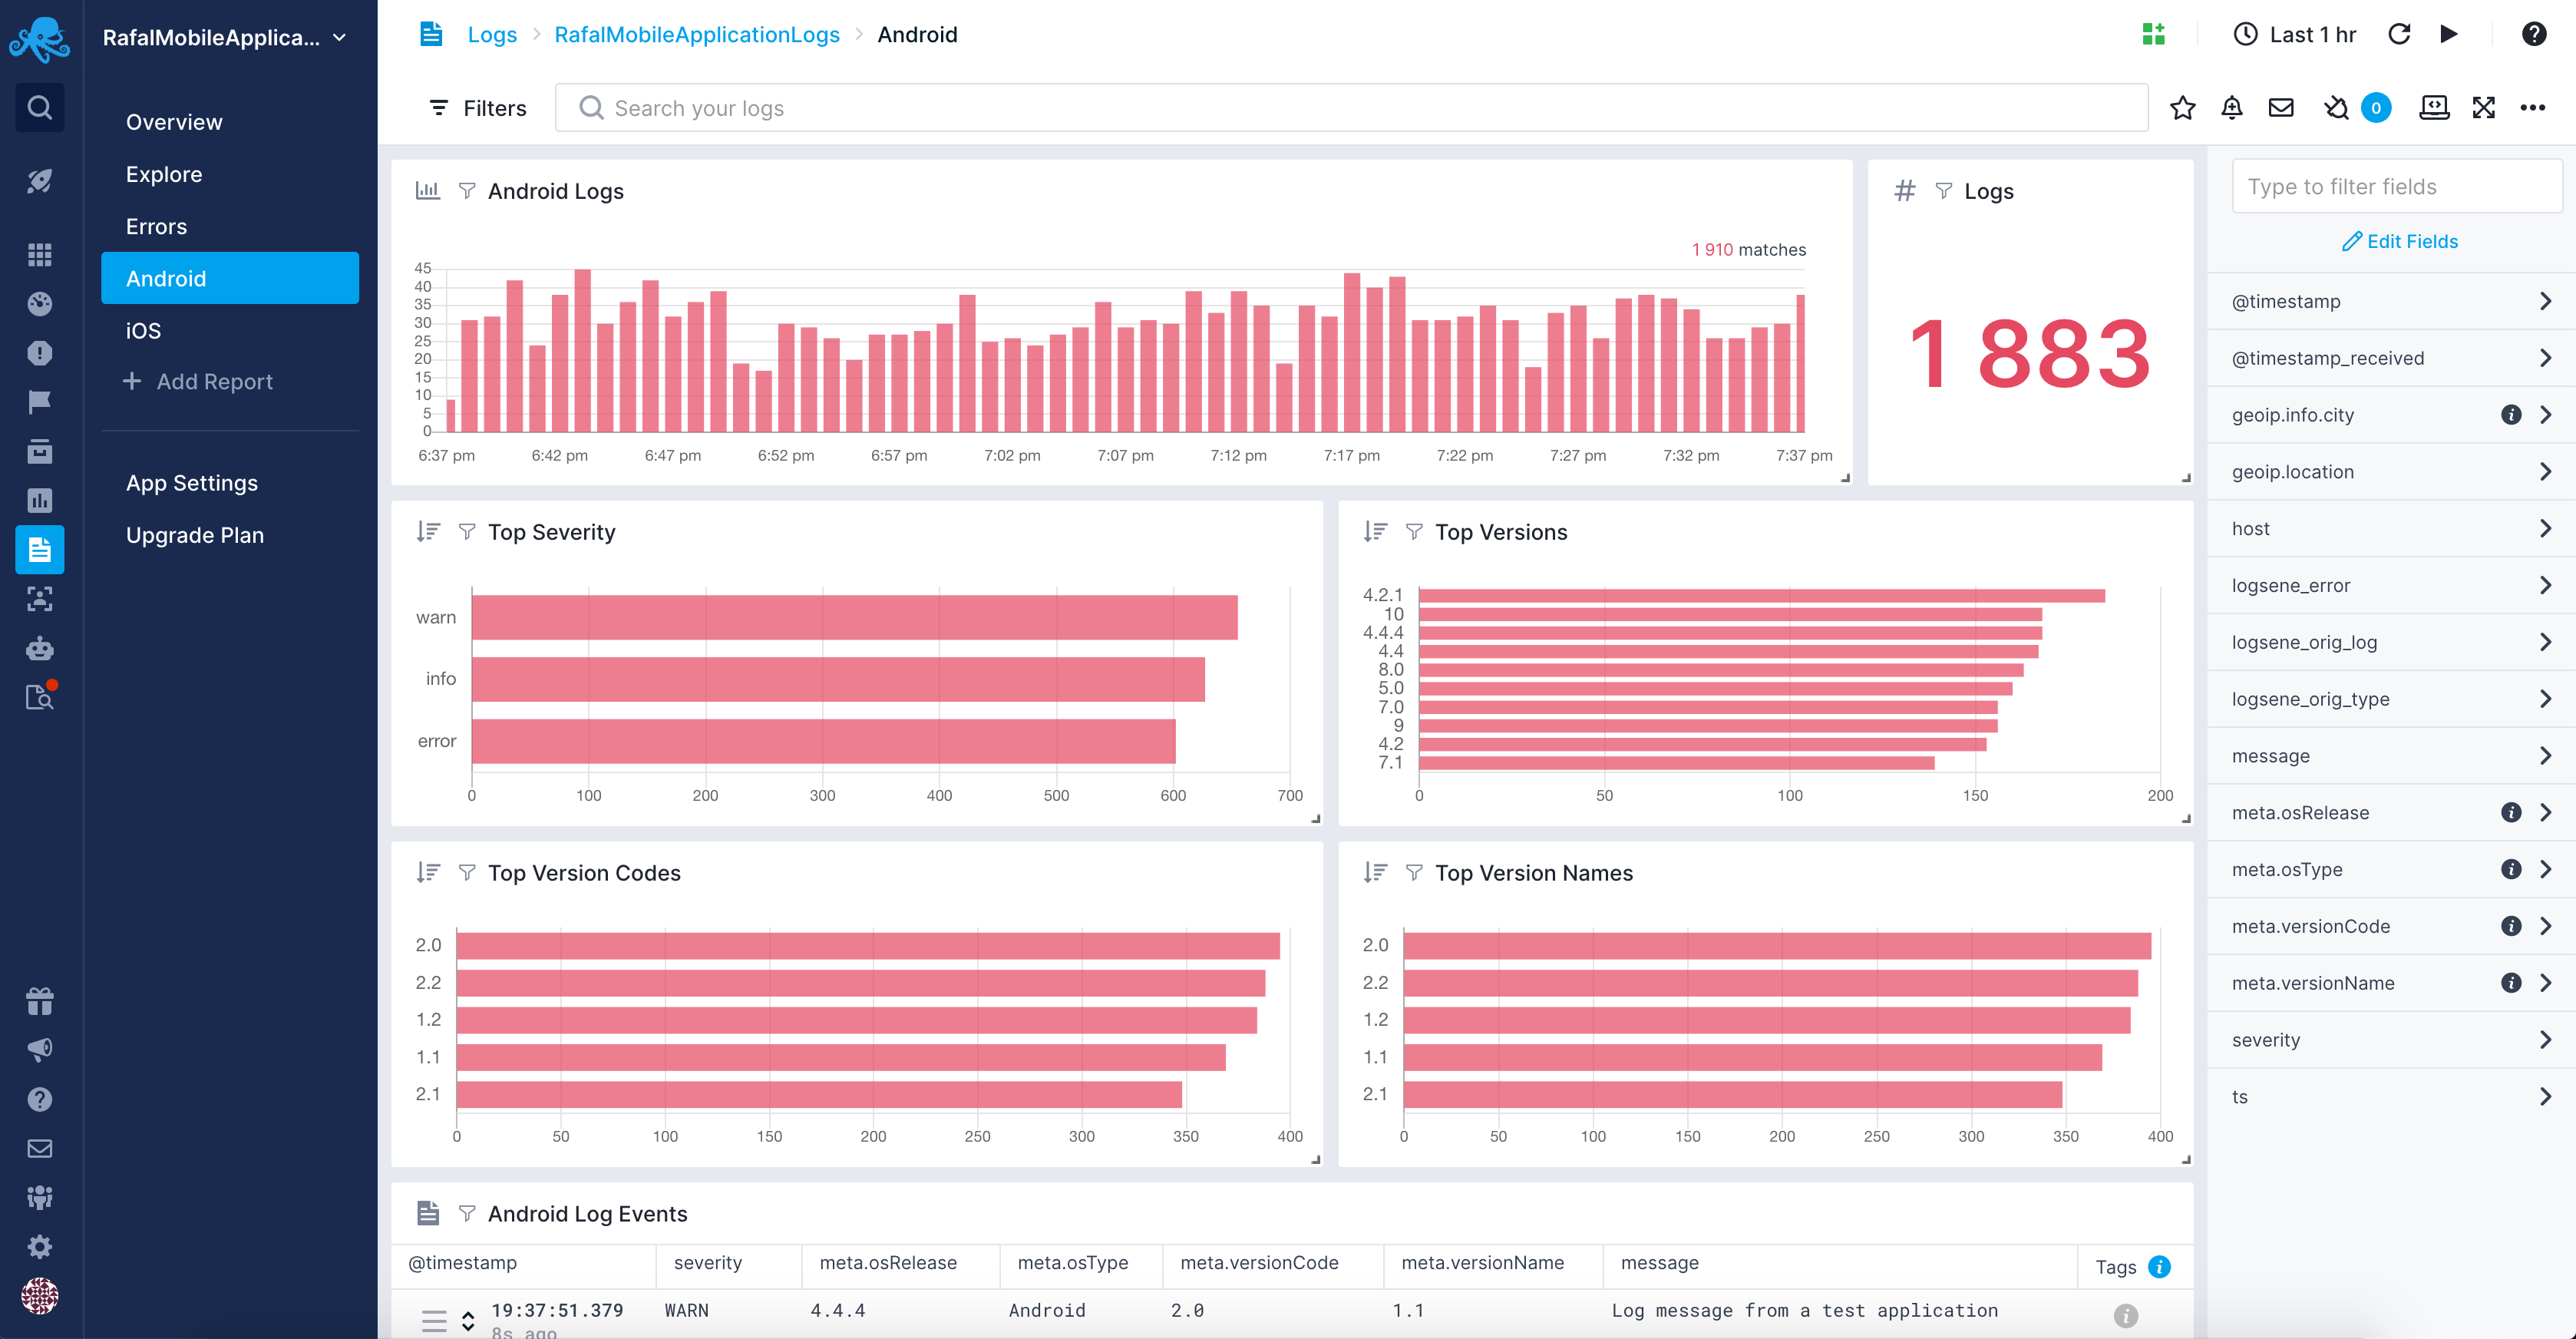 RafalMobileApplica...
Logs
RafalMobileApplicationLogs
Android
Last 1 hr
Overview
Explore
Errors
Android
iOS
Add Report
App Settings
Upgrade Plan
Filters
Search your logs
0
Android Logs
1 910 matches
45
40
35
30
25
20
15
10
5
0
6:37 pm
6:42 pm
6:47 pm
6:52 pm
6:57 pm
7:02 pm
7:07 pm
7:12 pm
7:17 pm
7:22 pm
7:27 pm
7:32 pm
7:37 pm
Logs
1 883
Top Severity
warn
info
error
0
100
200
300
400
500
600
700
Top Versions
4.2.1
10
4.4.4
4.4
8.0
5.0
7.0
9
4.2
7.1
0
50
100
150
200
Top Version Codes
2.0
2.2
1.2
1.1
2.1
0
50
100
150
200
250
300
350
400
Top Version Names
2.0
2.2
1.2
1.1
2.1
0
50
100
150
200
250
300
350
400
Android Log Events
@timestamp
severity
meta.osRelease
meta.osType
meta.versionCode
meta.versionName
message
Tags
19:37:51.379
8s ago
WARN
4.4.4
Android
2.0
1.1
Log message from a test application
Type to filter fields
Edit Fields
@timestamp
@timestamp_received
geoip.info.city
geoip.location
host
logsene_error
logsene_orig_log
logsene_orig_type
message
meta.osRelease
meta.osType
meta.versionCode
meta.versionName
severity
ts